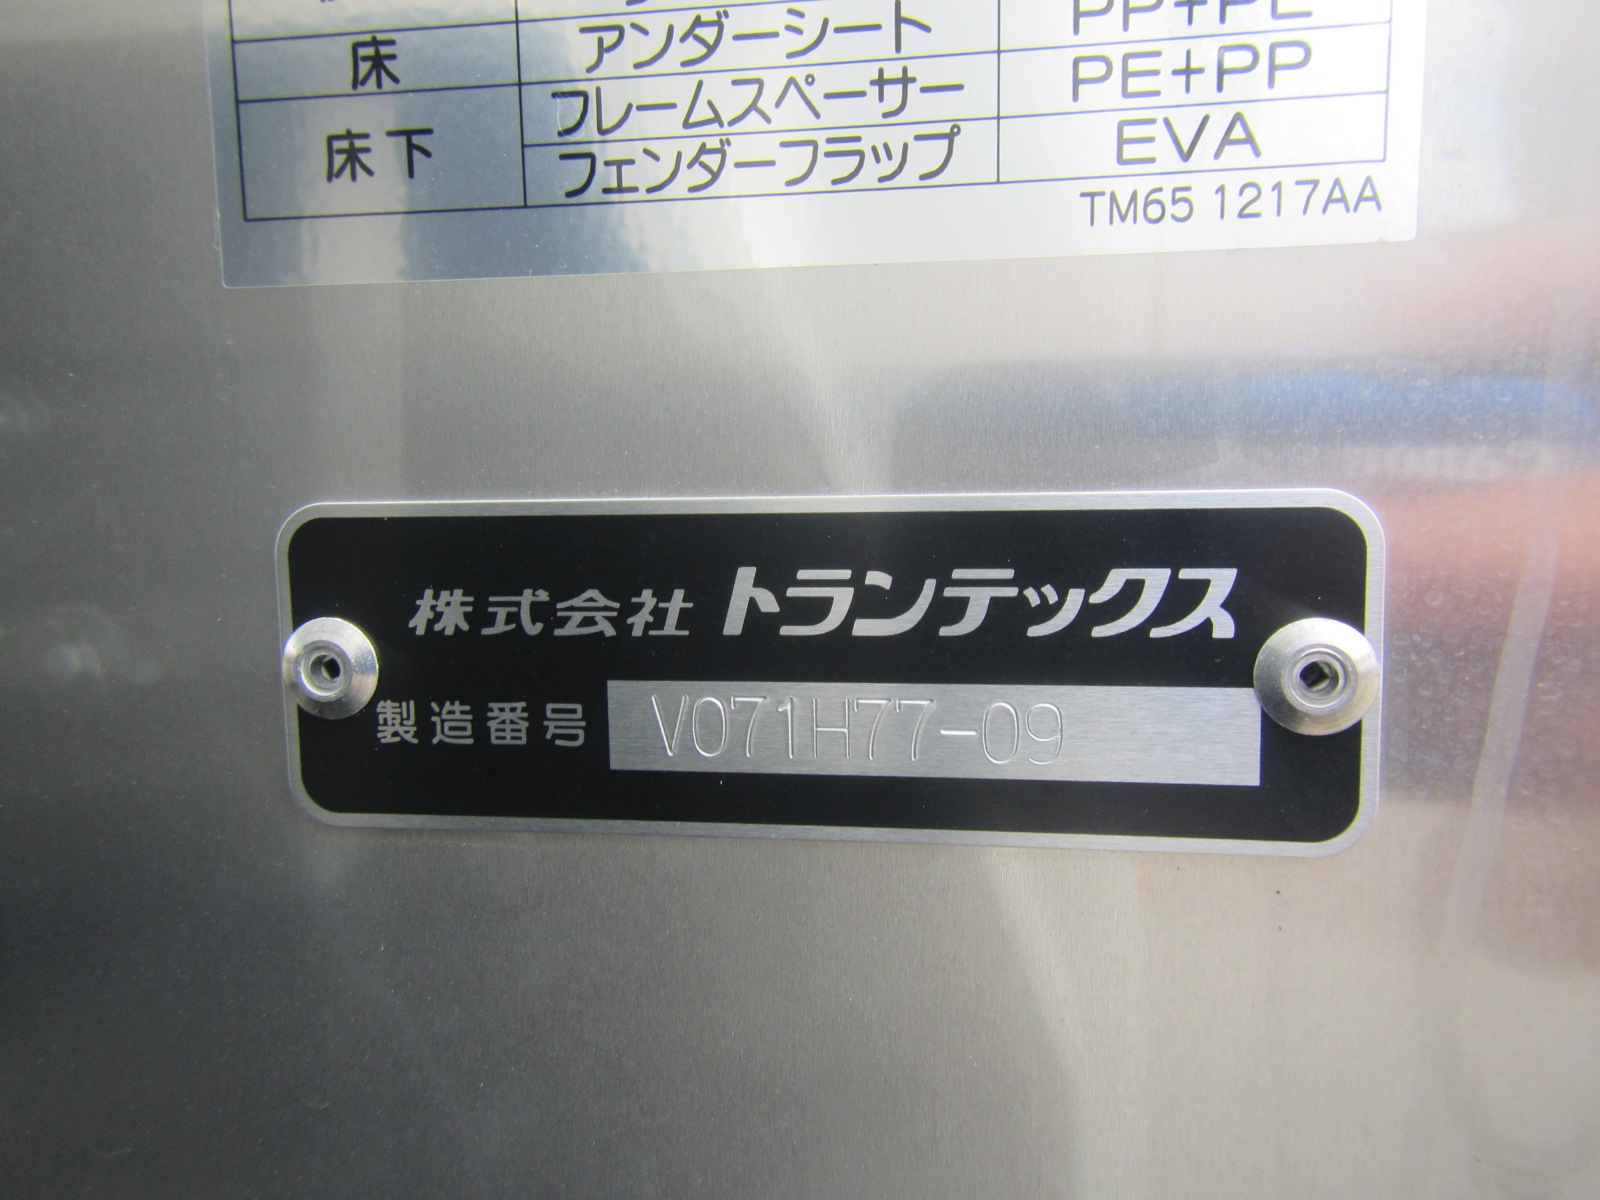 床 アンダーシート PP+PE
床下 フレームスペーサー PE+PP
フェンダーフラップ EVA
TM65 1217AA
株式会社 トランテックス
製造番号 V071H77-09